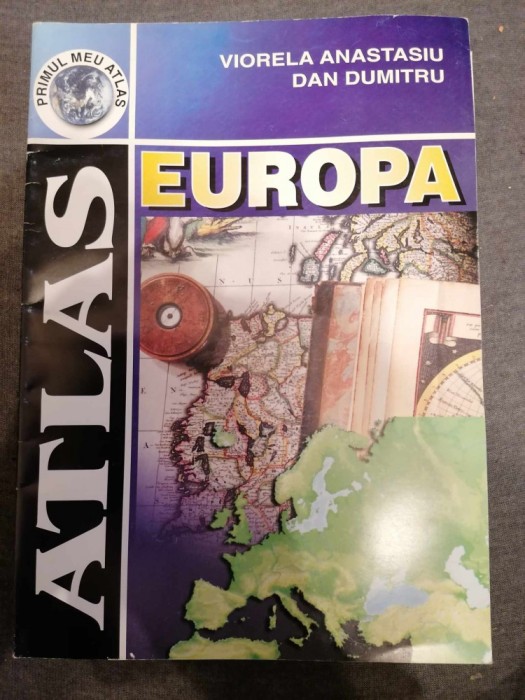 PRIMUL MEU ATLAS
VIORELA ANASTASIU
DAN DUMITRU
EUROPA
ATLAS